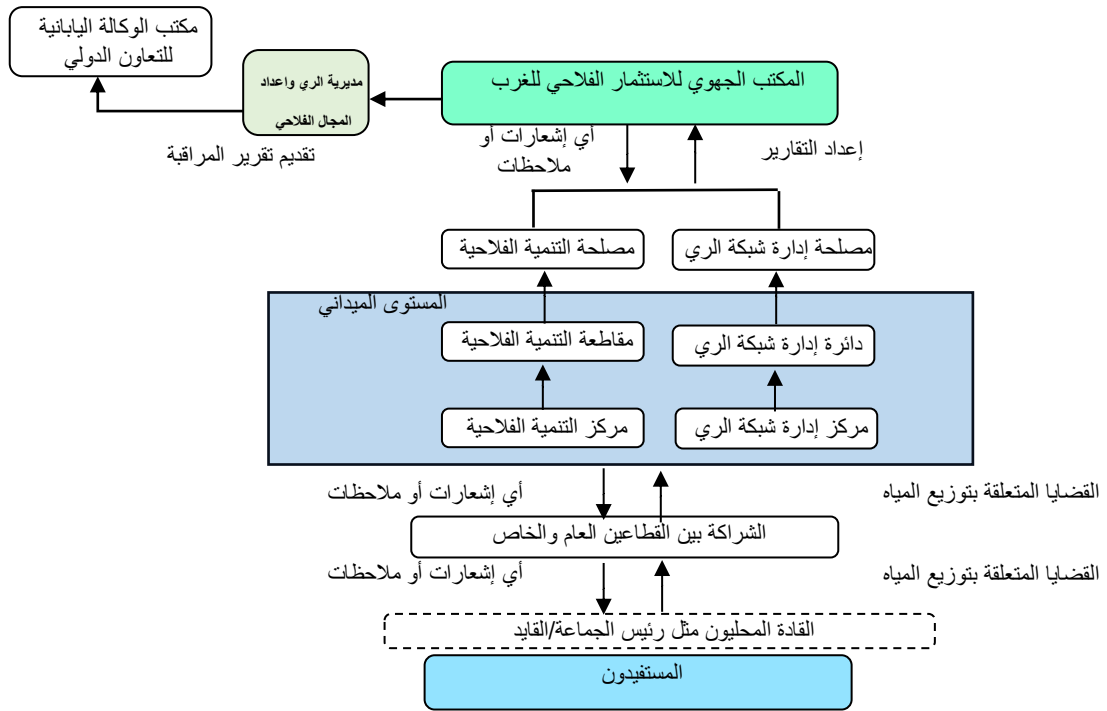 مكتب الوكالة اليابانية
للتعاون الدولي
مديرية الري واعداد
المجال الفلاحي
المكتب الجهوي للاستثمار الفلاحي للغرب
تقديم تقرير المراقبة
أي إشعارات أو
ملاحظات
إعداد التقارير
مصلحة إدارة شبكة الري
مصلحة التنمية الفلاحية
المستوى الميداني
دائرة إدارة شبكة الري
مقاطعة التنمية الفلاحية
مركز إدارة شبكة الري
مركز التنمية الفلاحية
القضايا المتعلقة بتوزيع المياه
أي إشعارات أو ملاحظات
الشراكة بين القطاعين العام والخاص
القضايا المتعلقة بتوزيع المياه
أي إشعارات أو ملاحظات
القادة المحليون مثل رئيس الجماعة/القايد
المستفيدون